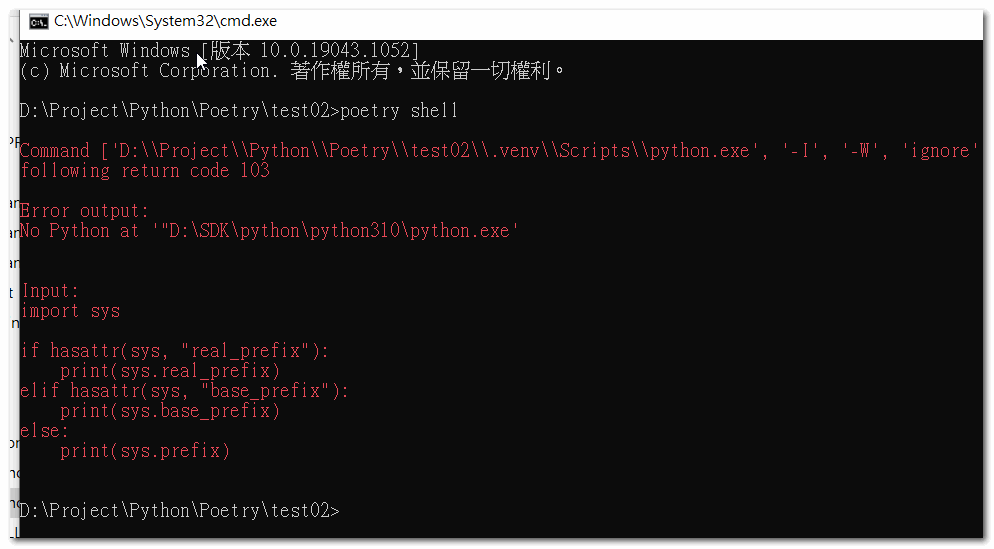 C:\Windows\System32\cmd.exe
Microsoft Windows [版本 10.0.19043.1052]
(c) Microsoft Corporation. 著作權所有，並保留一切權利。
D:\Project\Python\Poetry\test02>poetry shell
Command ['D:\\Project\\Python\\Poetry\\test02\\.venv\\Scripts\\python.exe', '-I', '-W', 'ignore'
following return code 103
Error output:
No Python at '"D:\SDK\python\python310\python.exe'
Input:
import sys
if hasattr(sys, "real_prefix"):
    print(sys.real_prefix)
elif hasattr(sys, "base_prefix"):
    print(sys.base_prefix)
else:
    print(sys.prefix)
D:\Project\Python\Poetry\test02>